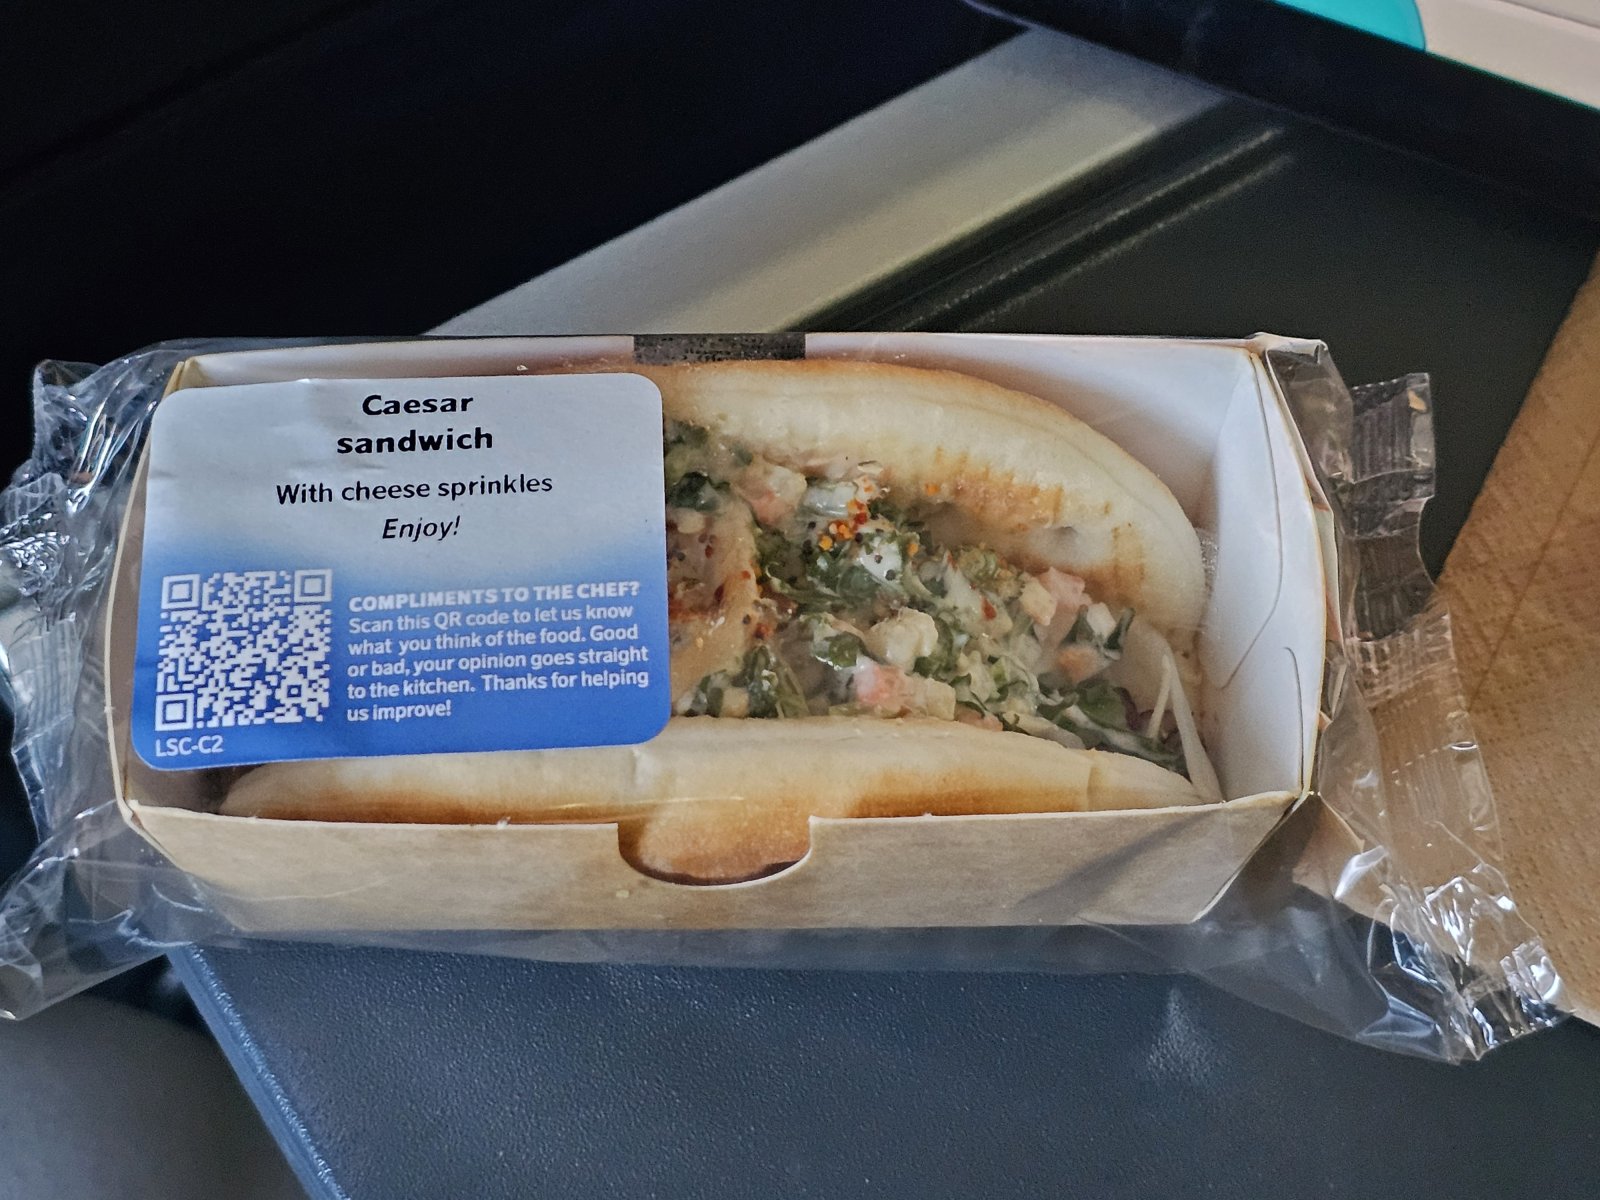 Caesar
sandwich
With cheese sprinkles
Enjoy!
COMPLIMENTS TO THE CHEF?
Scan this QR code to let us know
what you think of the food. Good
or bad, your opinion goes straight
to the kitchen. Thanks for helping
us improve!
LSC-C2